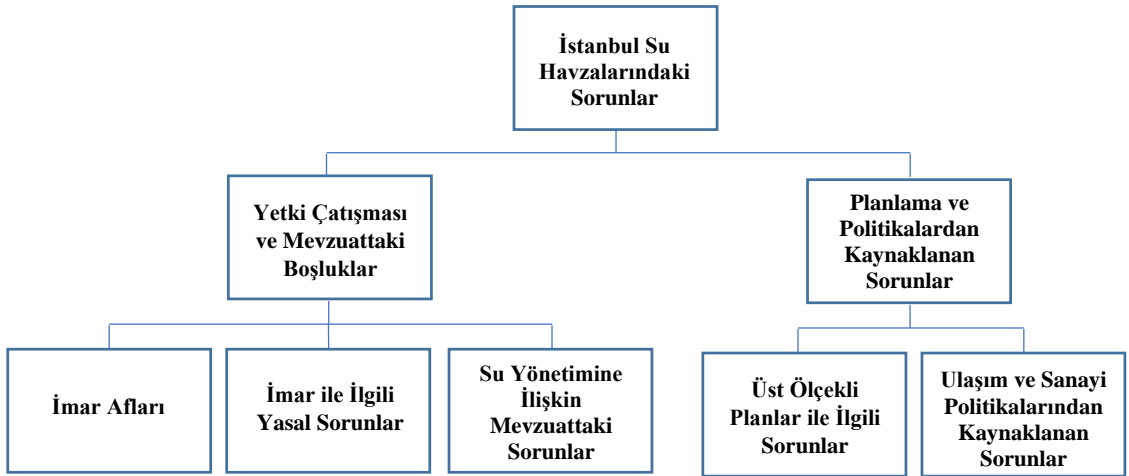 İstanbul Su
Havzalarındaki
Sorunlar
Yetki Çatışması
ve Mevzuattaki
Boşluklar
Planlama ve
Politikalardan
Kaynaklanan
Sorunlar
İmar Afları
İmar ile İlgili
Yasal Sorunlar
Su Yönetimine
İlişkin
Mevzuattaki
Sorunlar
Üst Ölçekli
Planlar ile İlgili
Sorunlar
Ulaşım ve Sanayi
Politikalarından
Kaynaklanan
Sorunlar